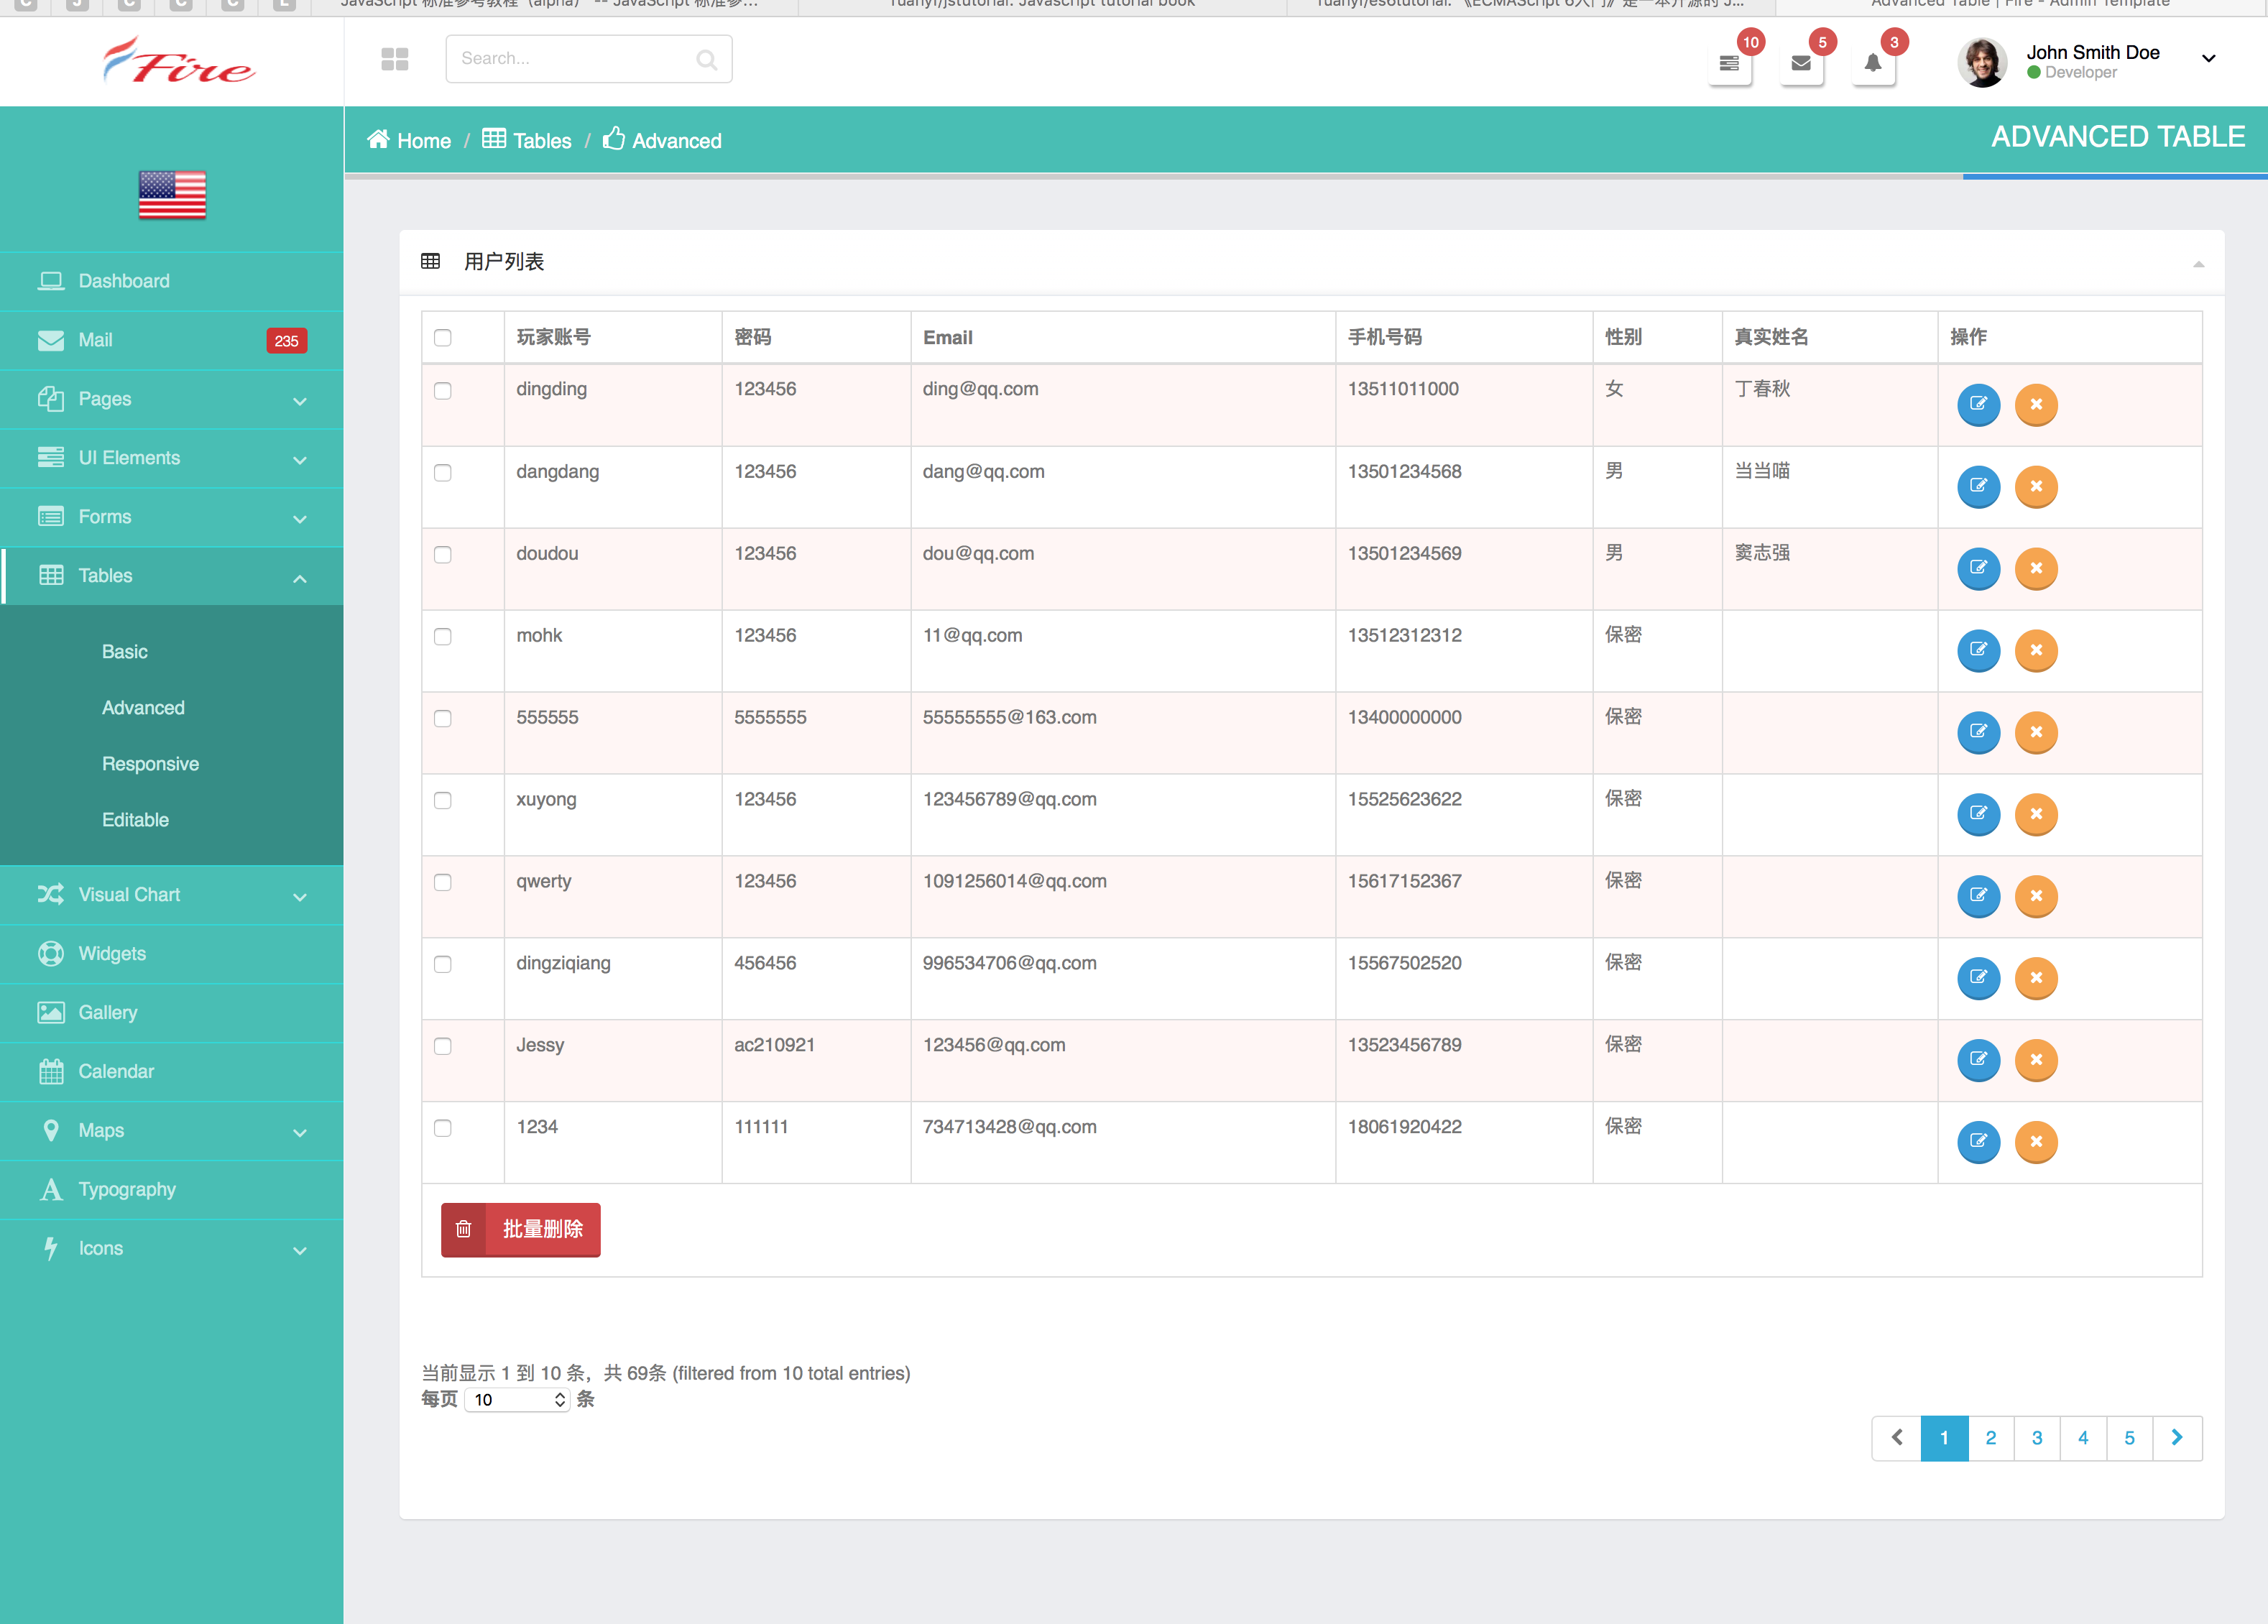 JavaScript 标准参考教程（alpha） -- JavaScript 标准参…
ruanyf/jstutorial: Javascript tutorial book
ruanyf/es6tutorial: 《ECMAScript 6入门》是一本开源的 J…
Advanced Table | Fire - Admin Template
Fire
Search...
10
5
3
John Smith Doe
Developer
Home / Tables / Advanced
ADVANCED TABLE
Dashboard
Mail 235
Pages
UI Elements
Forms
Tables
Basic
Advanced
Responsive
Editable
Visual Chart
Widgets
Gallery
Calendar
Maps
Typography
Icons
用户列表
玩家账号 密码 Email 手机号码 性别 真实姓名 操作
dingding 123456 ding@qq.com 13511011000 女 丁春秋
dangdang 123456 dang@qq.com 13501234568 男 当当喵
doudou 123456 dou@qq.com 13501234569 男 窦志强
mohk 123456 11@qq.com 13512312312 保密
555555 5555555 55555555@163.com 13400000000 保密
xuyong 123456 123456789@qq.com 15525623622 保密
qwerty 123456 1091256014@qq.com 15617152367 保密
dingziqiang 456456 996534706@qq.com 15567502520 保密
Jessy ac210921 123456@qq.com 13523456789 保密
1234 111111 734713428@qq.com 18061920422 保密
批量删除
当前显示 1 到 10 条，共 69条 (filtered from 10 total entries)
每页 10 条
1 2 3 4 5